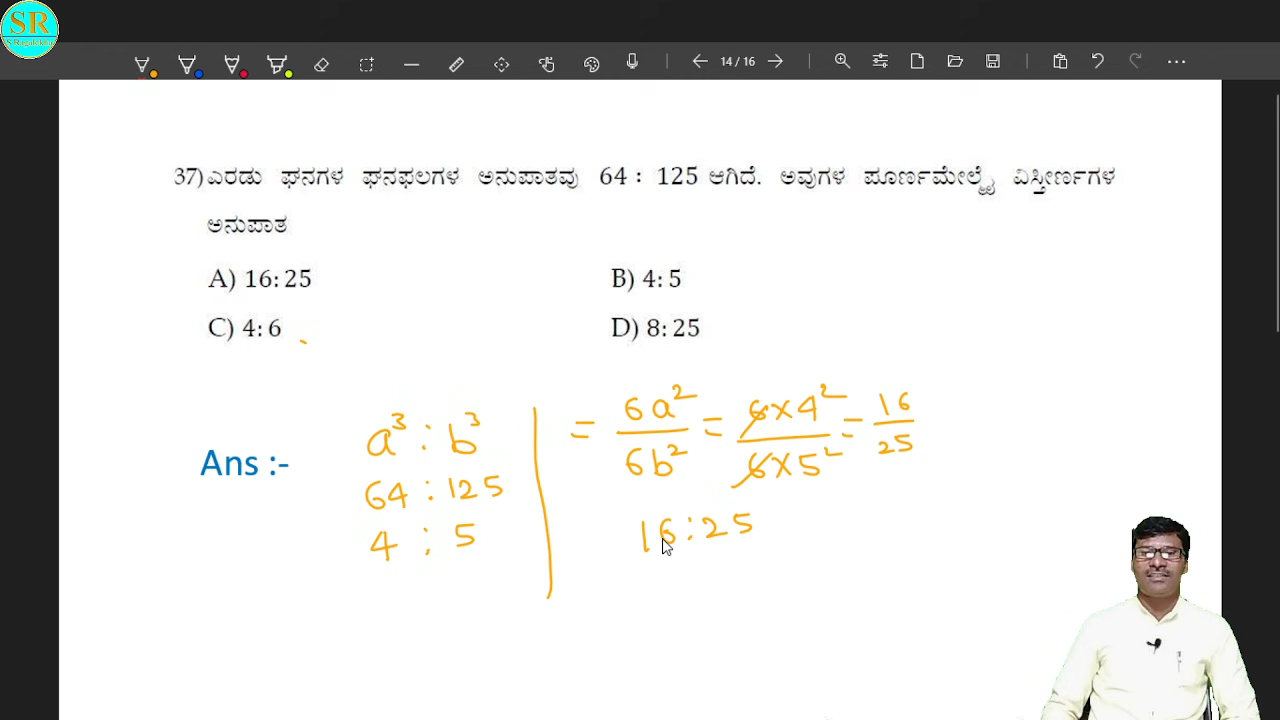 SR
14 / 16
37) ಎರಡು ಘನಗಳ ಘನಫಲಗಳ ಅನುಪಾತವು 64 : 125 ಆಗಿದೆ. ಅವುಗಳ ಪೂರ್ಣಮೇಲ್ಮೈ ವಿಸ್ತೀರ್ಣಗಳ
ಅನುಪಾತ
A) 16:25 B) 4:5
C) 4:6 D) 8:25
Ans :-
a³ : b³
64 : 125
4 : 5
= 6a²/6b² = 6×4²/6×5² = 16/25
16:25